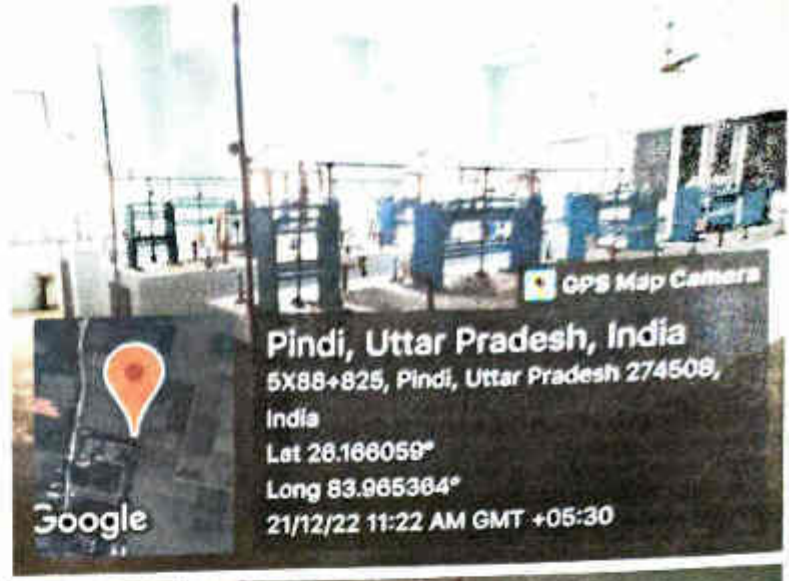 GPS Map Camera
Pindi, Uttar Pradesh, India
5X88+825, Pindi, Uttar Pradesh 274509,
India
Lat 26.166059°
Long 83.965364°
21/12/22 11:22 AM GMT +05:30
Google